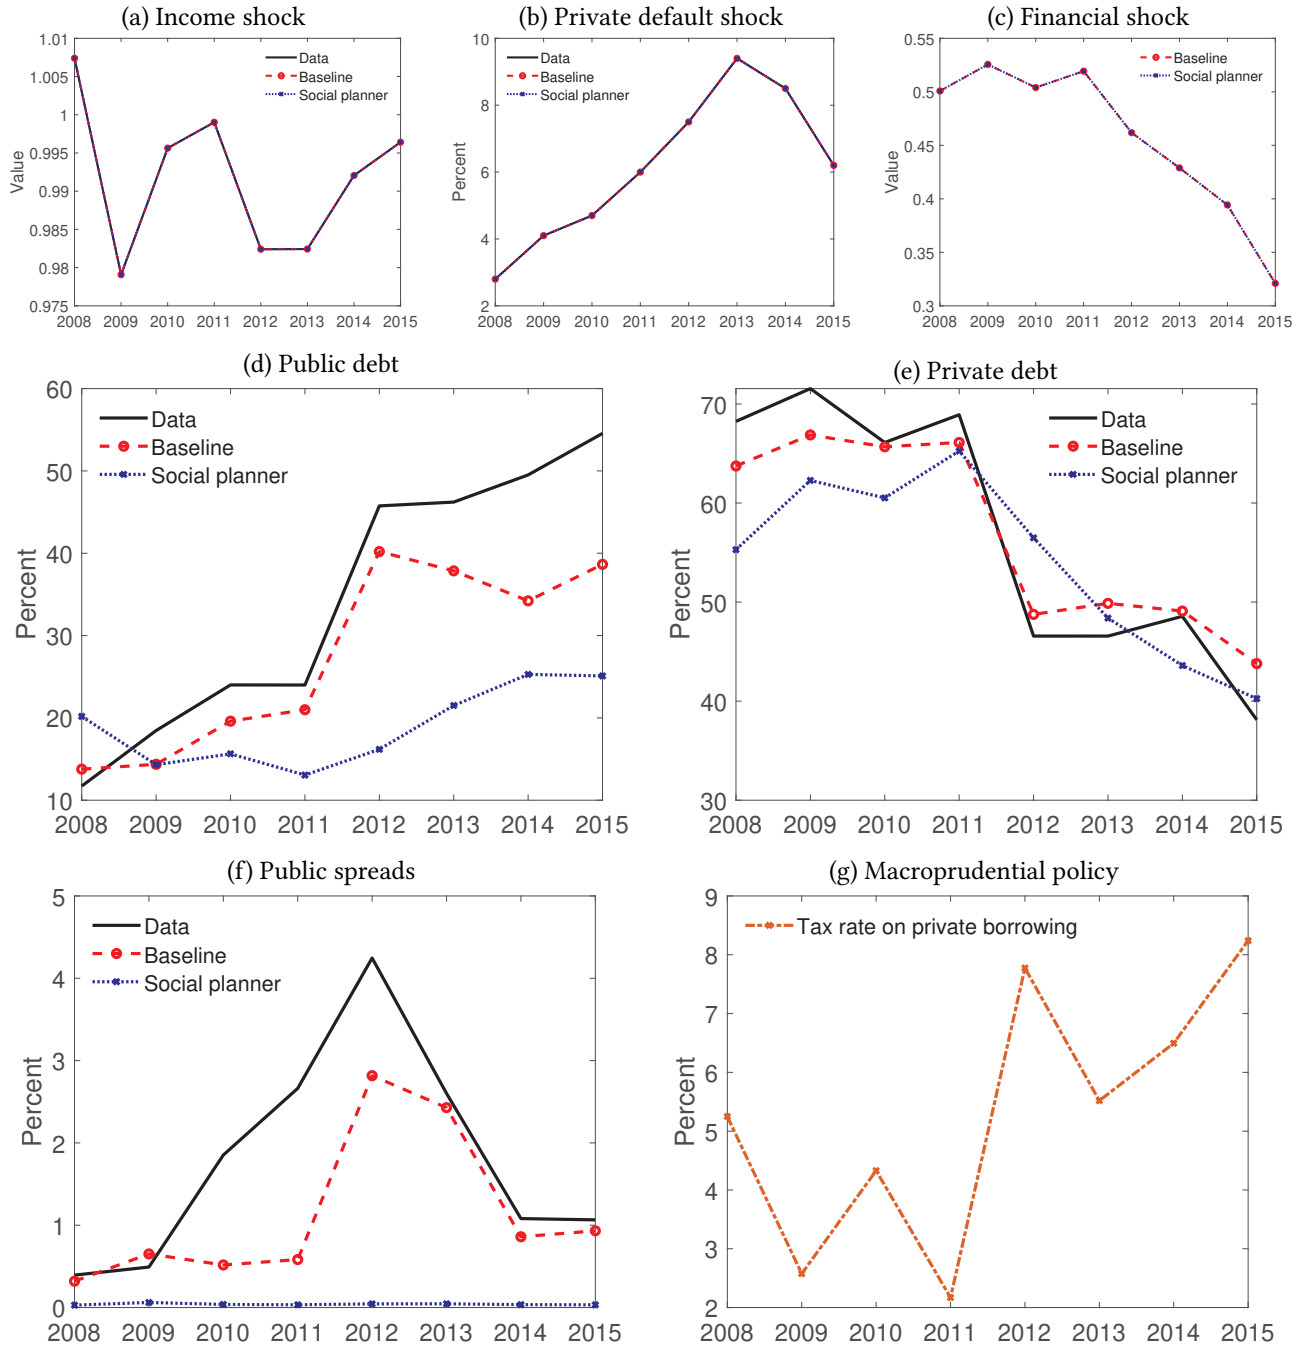 (a) Income shock
1.01
1.005
1
0.995
0.99
0.985
0.98
0.975
Value
Data
Baseline
Social planner
2008 2009 2010 2011 2012 2013 2014 2015
(b) Private default shock
10
8
6
4
2
Percent
Data
Baseline
Social planner
2008 2009 2010 2011 2012 2013 2014 2015
(c) Financial shock
0.55
0.5
0.45
0.4
0.35
0.3
Value
Baseline
Social planner
2008 2009 2010 2011 2012 2013 2014 2015
(d) Public debt
60
50
40
30
20
10
Percent
Data
Baseline
Social planner
2008 2009 2010 2011 2012 2013 2014 2015
(e) Private debt
70
60
50
40
30
Percent
Data
Baseline
Social planner
2008 2009 2010 2011 2012 2013 2014 2015
(f) Public spreads
5
4
3
2
1
0
Percent
Data
Baseline
Social planner
2008 2009 2010 2011 2012 2013 2014 2015
(g) Macroprudential policy
9
8
7
6
5
4
3
2
Percent
Tax rate on private borrowing
2008 2009 2010 2011 2012 2013 2014 2015